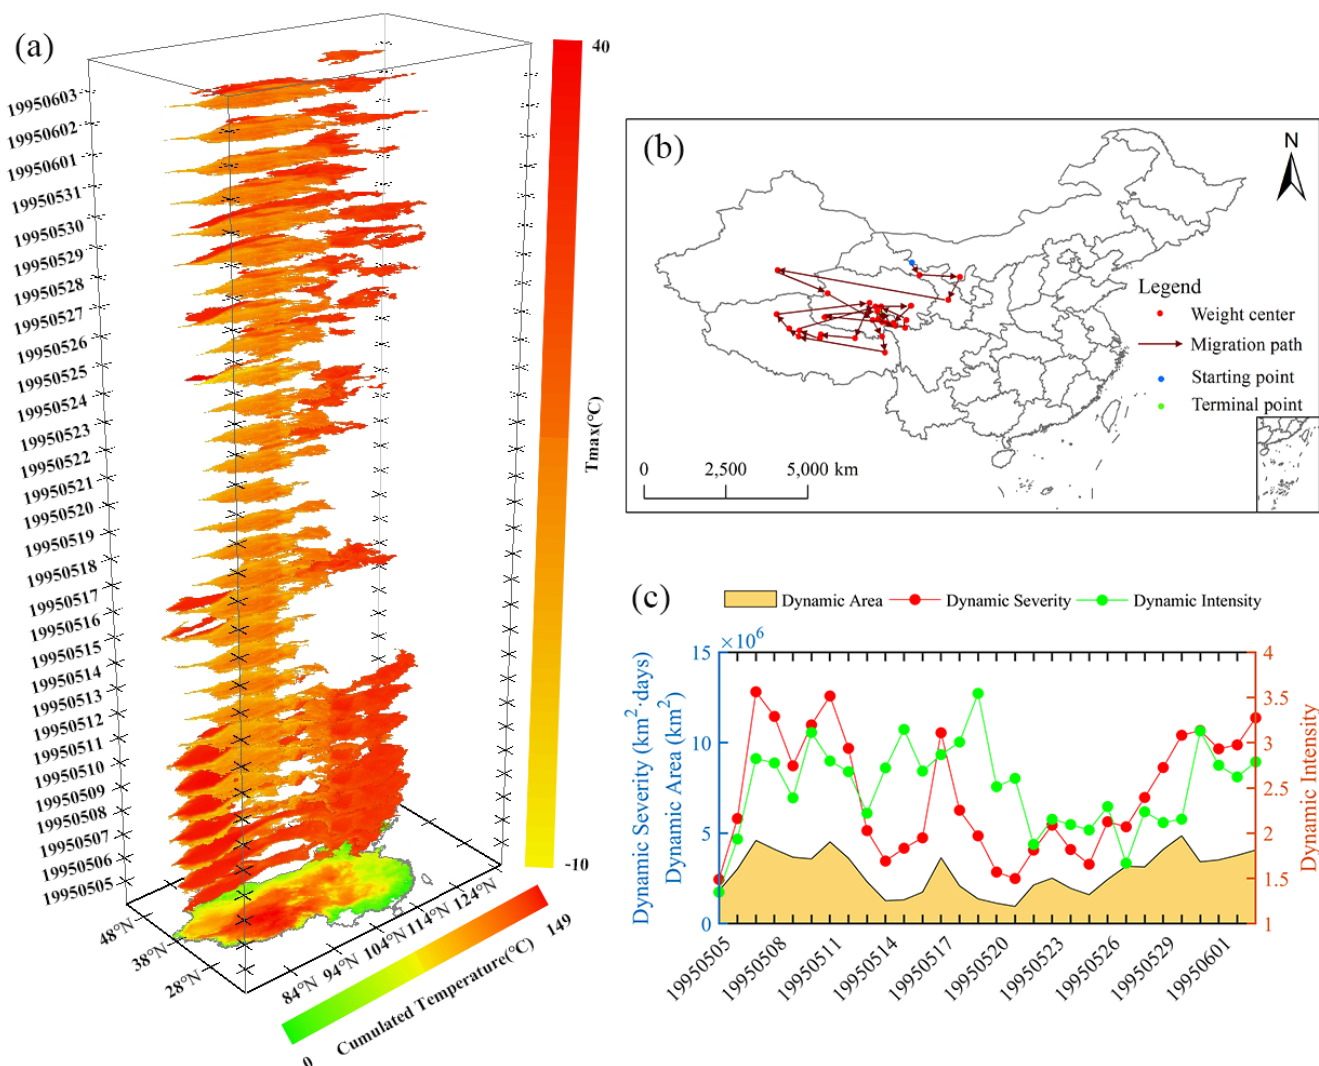 (a)
40
Tmax(°C)
-10
19950603
19950602
19950601
19950531
19950530
19950529
19950528
19950527
19950526
19950525
19950524
19950523
19950522
19950521
19950520
19950519
19950518
19950517
19950516
19950515
19950514
19950513
19950512
19950511
19950510
19950509
19950508
19950507
19950506
19950505
48°N
38°N
28°N
84°N
94°N
104°N
114°N
124°N
149
Cumulated Temperature(°C)
0
(b)
N
Legend
Weight center
Migration path
Starting point
Terminal point
0 2,500 5,000 km
(c)
Dynamic Area Dynamic Severity Dynamic Intensity
×10⁶
Dynamic Severity (km²·days)
Dynamic Area (km²)
15
10
5
0
4
3.5
3
2.5
2
1.5
1
Dynamic Intensity
19950505
19950508
19950511
19950514
19950517
19950520
19950523
19950526
19950529
19950601